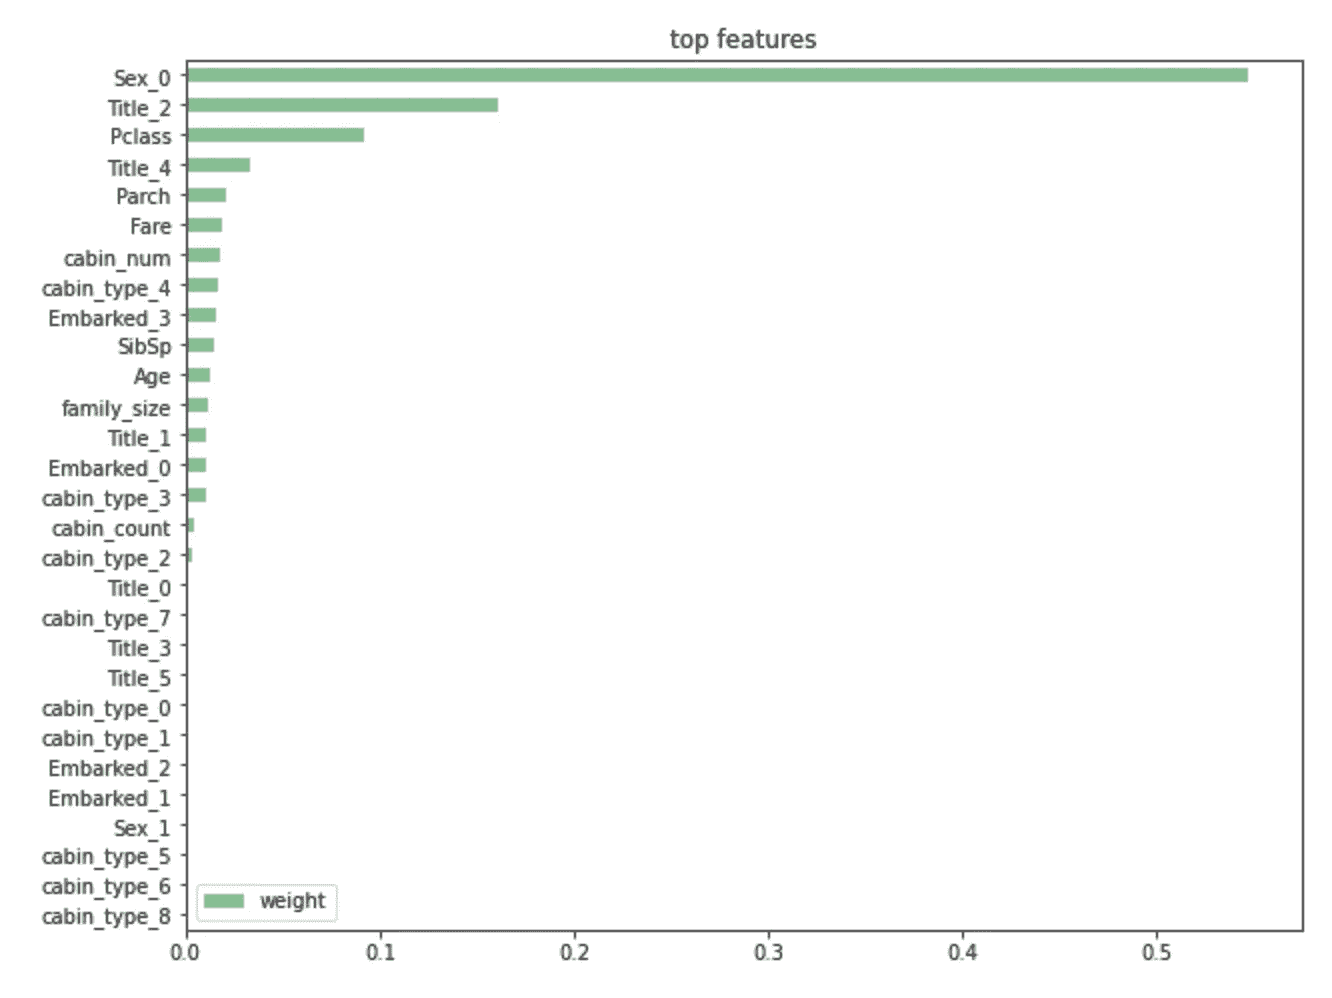 top features
Sex_0
Title_2
Pclass
Title_4
Parch
Fare
cabin_num
cabin_type_4
Embarked_3
SibSp
Age
family_size
Title_1
Embarked_0
cabin_type_3
cabin_count
cabin_type_2
Title_0
cabin_type_7
Title_3
Title_5
cabin_type_0
cabin_type_1
Embarked_2
Embarked_1
Sex_1
cabin_type_5
cabin_type_6
cabin_type_8
weight
0.0 0.1 0.2 0.3 0.4 0.5